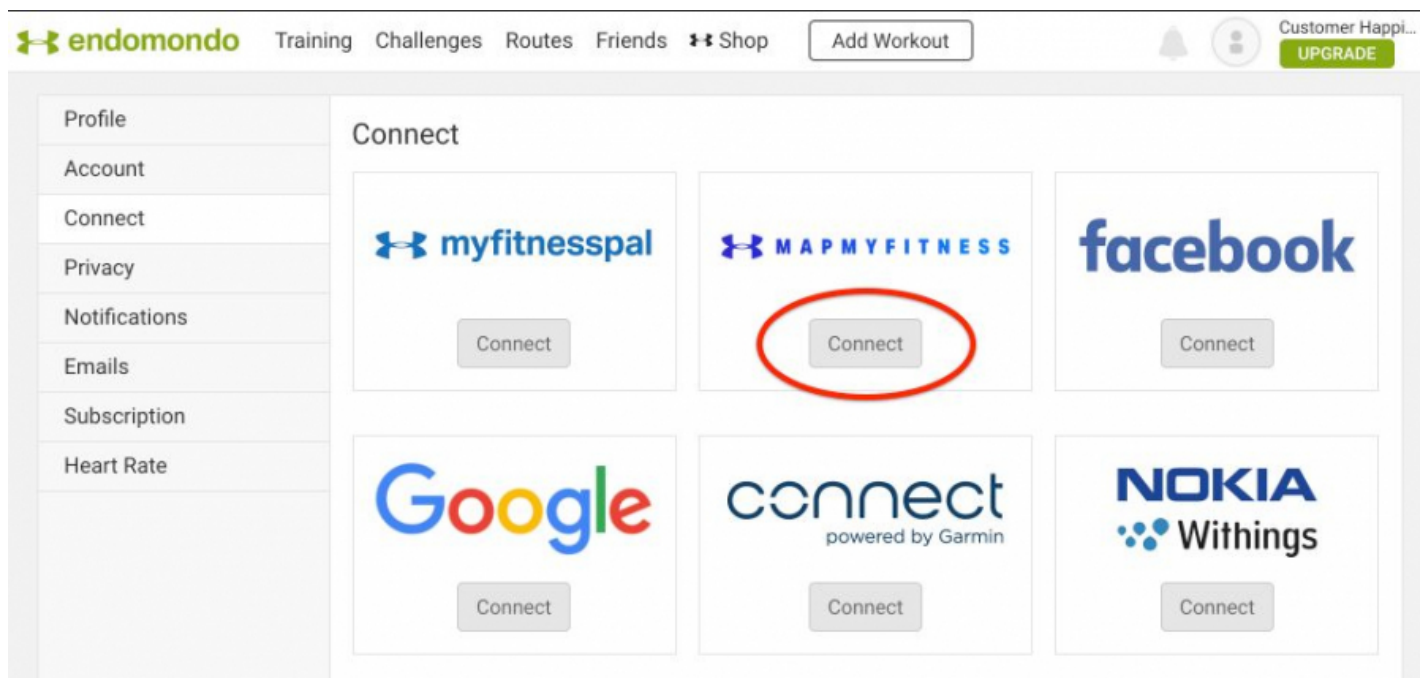 endomondo Training Challenges Routes Friends Shop Add Workout Customer Happi...
UPGRADE
Profile
Account
Connect
Privacy
Notifications
Emails
Subscription
Heart Rate
Connect
myfitnesspal
Connect
MAPMYFITNESS
Connect
facebook
Connect
Google
Connect
connect
powered by Garmin
Connect
NOKIA
Withings
Connect